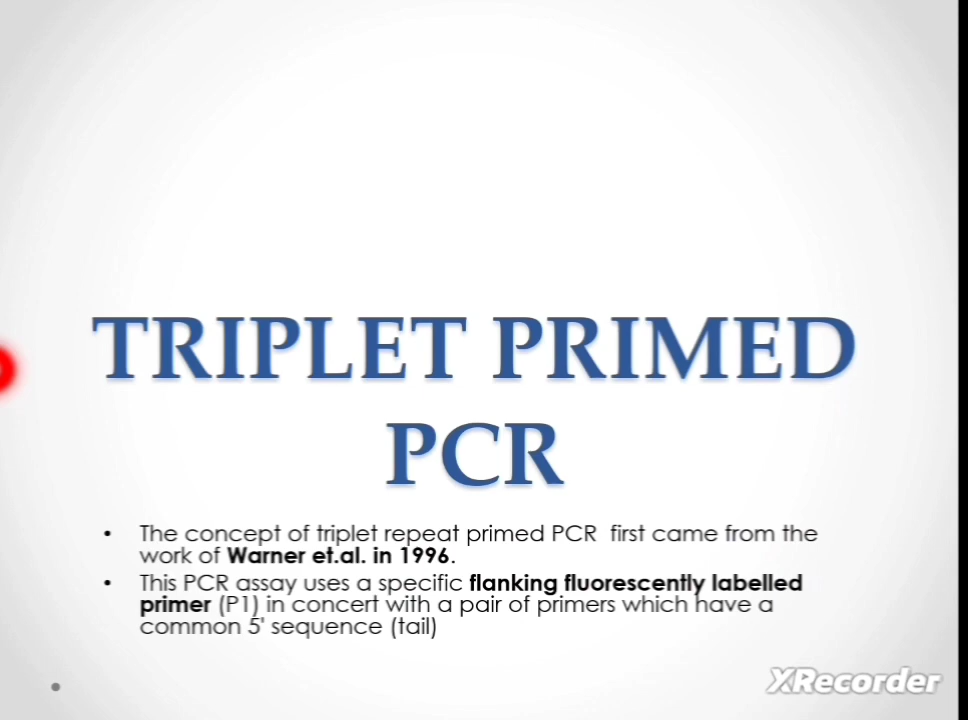 TRIPLET PRIMED
PCR
• The concept of triplet repeat primed PCR first came from the
work of Warner et.al. in 1996.
• This PCR assay uses a specific flanking fluorescently labelled
primer (P1) in concert with a pair of primers which have a
common 5' sequence (tail)
XRecorder